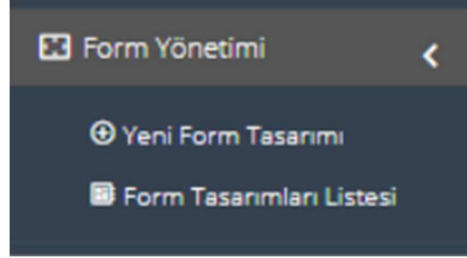 Form Yönetimi
Yeni Form Tasarımı
Form Tasarımları Listesi